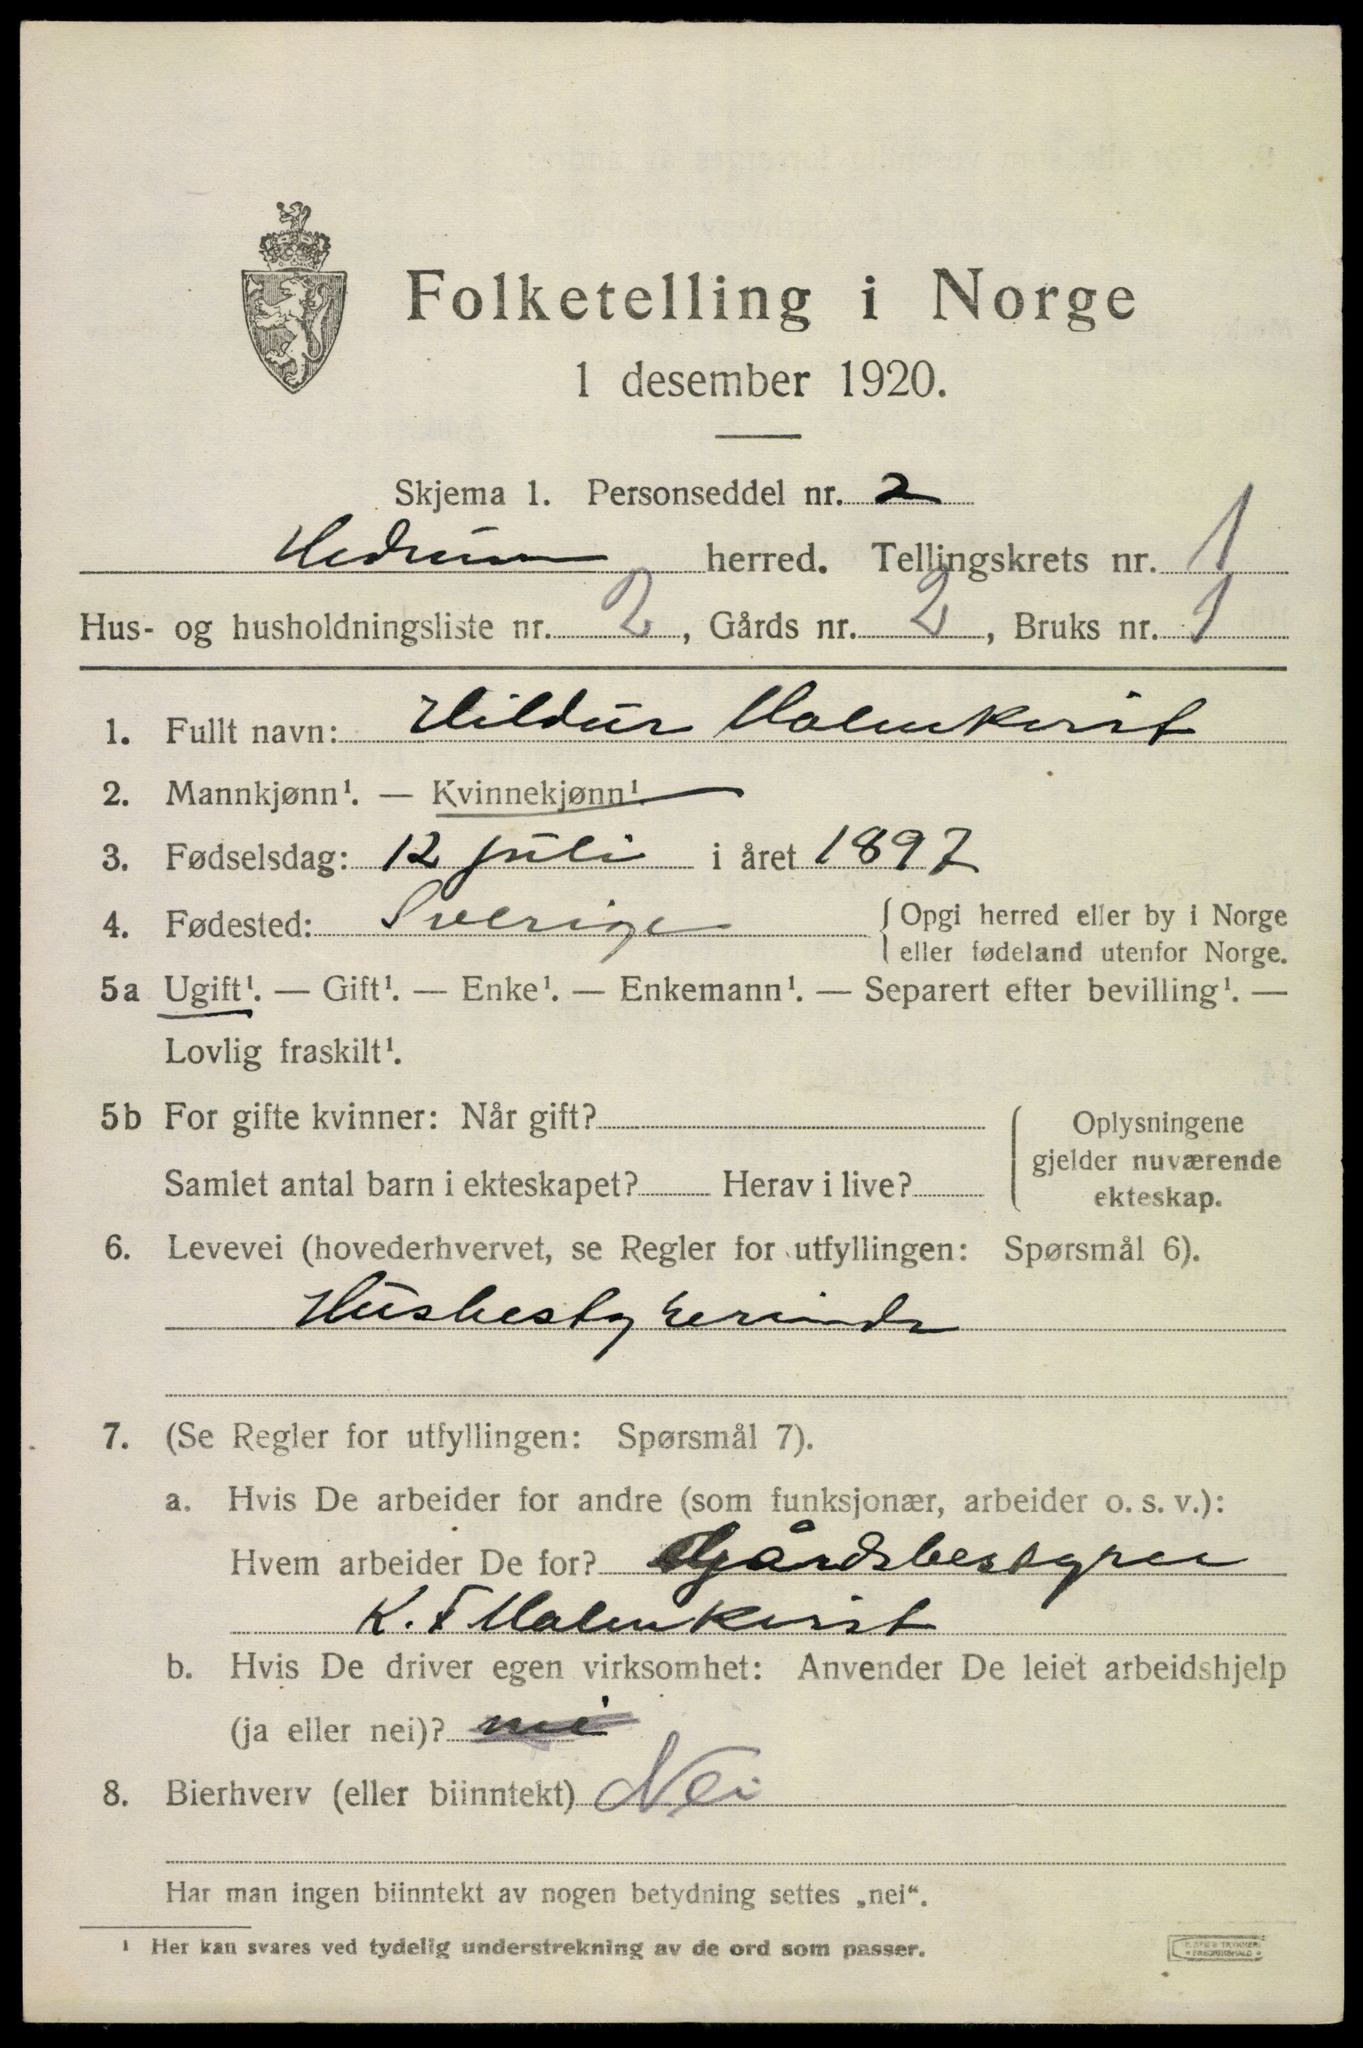 Folketelling i Norge
1 desember 1920.
Skjema 1. Personseddel nr. 2
Hedrum herred. Tellingskrets nr. 1
Hus- og husholdningsliste nr. 2, Gårds nr. 2, Bruks nr. 1
1. Fullt navn: Hildur Malmkvist
2. Mannkjønn¹. — Kvinnekjønn¹.
3. Fødselsdag: 12 juli i året 1897
4. Fødested: Sverige { Opgi herred eller by i Norge
eller fødeland utenfor Norge.
5a Ugift¹. — Gift¹. — Enke¹. — Enkemann¹. — Separert efter bevilling¹. —
Lovlig fraskilt¹.
5b For gifte kvinner: Når gift?
Samlet antal barn i ekteskapet? Herav i live?
Oplysningene
gjelder nuværende
ekteskap.
6. Levevei (hovederhvervet, se Regler for utfyllingen: Spørsmål 6).
Husbestyrerinde
7. (Se Regler for utfyllingen: Spørsmål 7).
a. Hvis De arbeider for andre (som funksjonær, arbeider o. s. v.):
Hvem arbeider De for? Gårdsbestyrer
K. F Malmkvist
b. Hvis De driver egen virksomhet: Anvender De leiet arbeidshjelp
(ja eller nei)? nei
8. Bierhverv (eller biinntekt) Nei
Har man ingen biinntekt av nogen betydning settes „nei“.
¹ Her kan svares ved tydelig understrekning av de ord som passer.